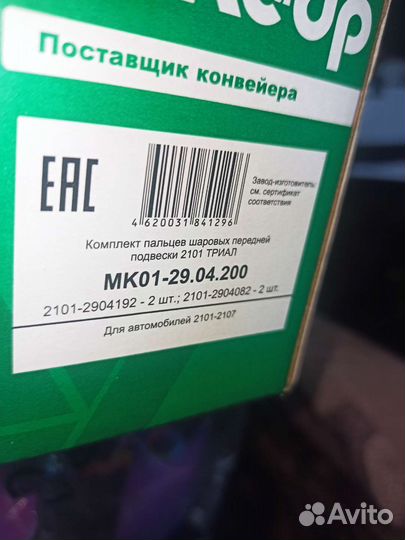 Поставщик конвейера
EAC
4 620031 841296
Завод-изготовитель:
см. сертификат
соответствия
Комплект пальцев шаровых передней
подвески 2101 ТРИАЛ
МК01-29.04.200
2101-2904192 - 2 шт.; 2101-2904082 - 2 шт.
Для автомобилей 2101-2107
Avito